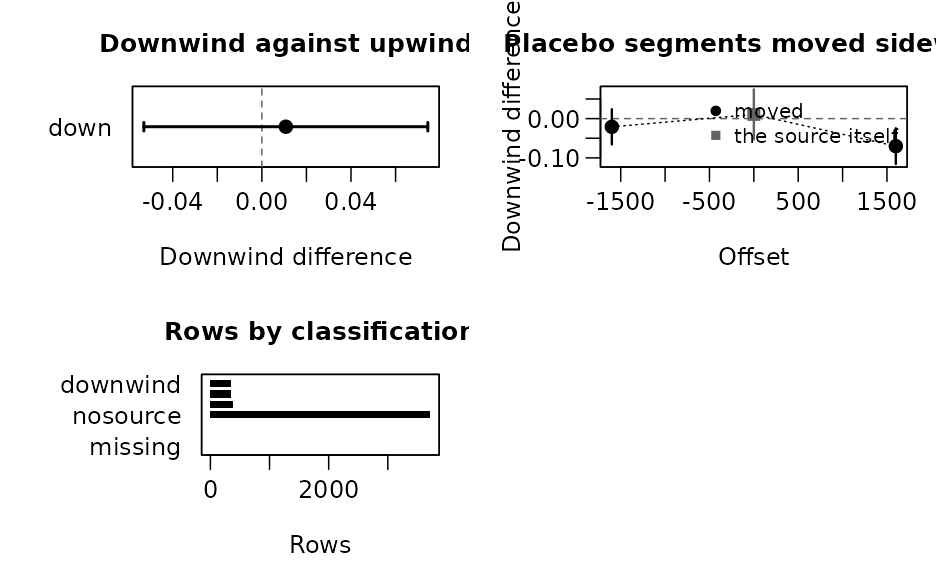 Downwind against upwind
down
-0.04 0.00 0.04
Downwind difference
Placebo segments moved sidew
Downwind difference
0.00
-0.10
moved
the source itself
-1500 -500 500 1500
Offset
Rows by classification
downwind
nosource
missing
0 2000
Rows